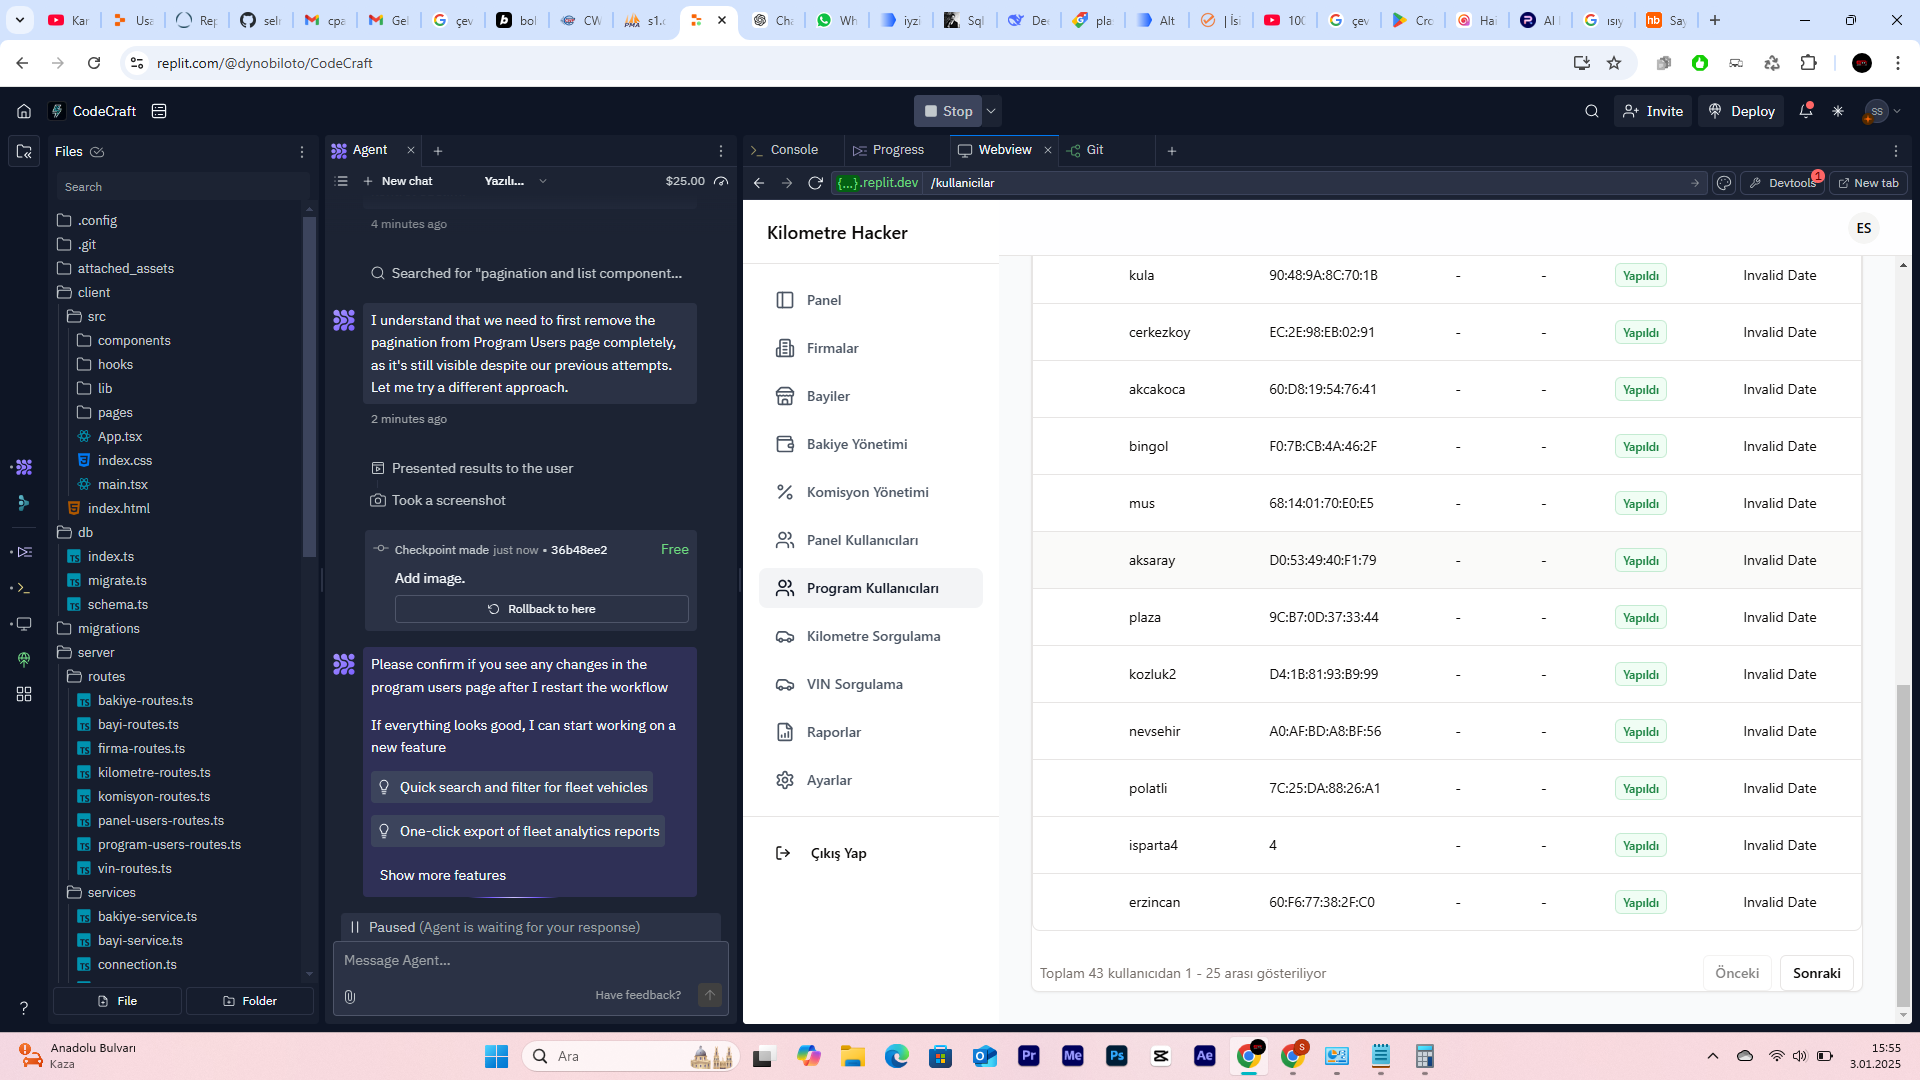 Kar
Usa
Rep
selr
cpa
Gel
çev
bol
CW
s1.c
Cha
Wh
iyzi
Sql
Dee
pla
Alt
| İsi
100
çev
Cro
Hai
AI
ısıy
Say
replit.com/@dynobiloto/CodeCraft
CodeCraft
Stop
Invite
Deploy
SS
Files
Search
.config
.git
attached_assets
client
src
components
hooks
lib
pages
App.tsx
index.css
main.tsx
index.html
db
index.ts
migrate.ts
schema.ts
migrations
server
routes
bakiye-routes.ts
bayi-routes.ts
firma-routes.ts
kilometre-routes.ts
komisyon-routes.ts
panel-users-routes.ts
program-users-routes.ts
vin-routes.ts
services
bakiye-service.ts
bayi-service.ts
connection.ts
File
Folder
Agent
New chat
Yazılı...
$25.00
4 minutes ago
Searched for "pagination and list component...
I understand that we need to first remove the
pagination from Program Users page completely,
as it's still visible despite our previous attempts.
Let me try a different approach.
2 minutes ago
Presented results to the user
Took a screenshot
Checkpoint made just now • 36b48ee2
Free
Add image.
Rollback to here
Please confirm if you see any changes in the
program users page after I restart the workflow
If everything looks good, I can start working on a
new feature
Quick search and filter for fleet vehicles
One-click export of fleet analytics reports
Show more features
Paused (Agent is waiting for your response)
Message Agent...
Have feedback?
Console
Progress
Webview
Git
{...}.replit.dev
/kullanicilar
Devtools
1
New tab
Kilometre Hacker
ES
Panel
Firmalar
Bayiler
Bakiye Yönetimi
Komisyon Yönetimi
Panel Kullanıcıları
Program Kullanıcıları
Kilometre Sorgulama
VIN Sorgulama
Raporlar
Ayarlar
Çıkış Yap
kula 90:48:9A:8C:70:1B - - Yapıldı Invalid Date
cerkezkoy EC:2E:98:EB:02:91 - - Yapıldı Invalid Date
akcakoca 60:D8:19:54:76:41 - - Yapıldı Invalid Date
bingol F0:7B:CB:4A:46:2F - - Yapıldı Invalid Date
mus 68:14:01:70:E0:E5 - - Yapıldı Invalid Date
aksaray D0:53:49:40:F1:79 - - Yapıldı Invalid Date
plaza 9C:B7:0D:37:33:44 - - Yapıldı Invalid Date
kozluk2 D4:1B:81:93:B9:99 - - Yapıldı Invalid Date
nevsehir A0:AF:BD:A8:BF:56 - - Yapıldı Invalid Date
polatli 7C:25:DA:88:26:A1 - - Yapıldı Invalid Date
isparta4 4 - - Yapıldı Invalid Date
erzincan 60:F6:77:38:2F:C0 - - Yapıldı Invalid Date
Toplam 43 kullanıcıdan 1 - 25 arası gösteriliyor
Önceki
Sonraki
Anadolu Bulvarı
Kaza
Ara
15:55
3.01.2025